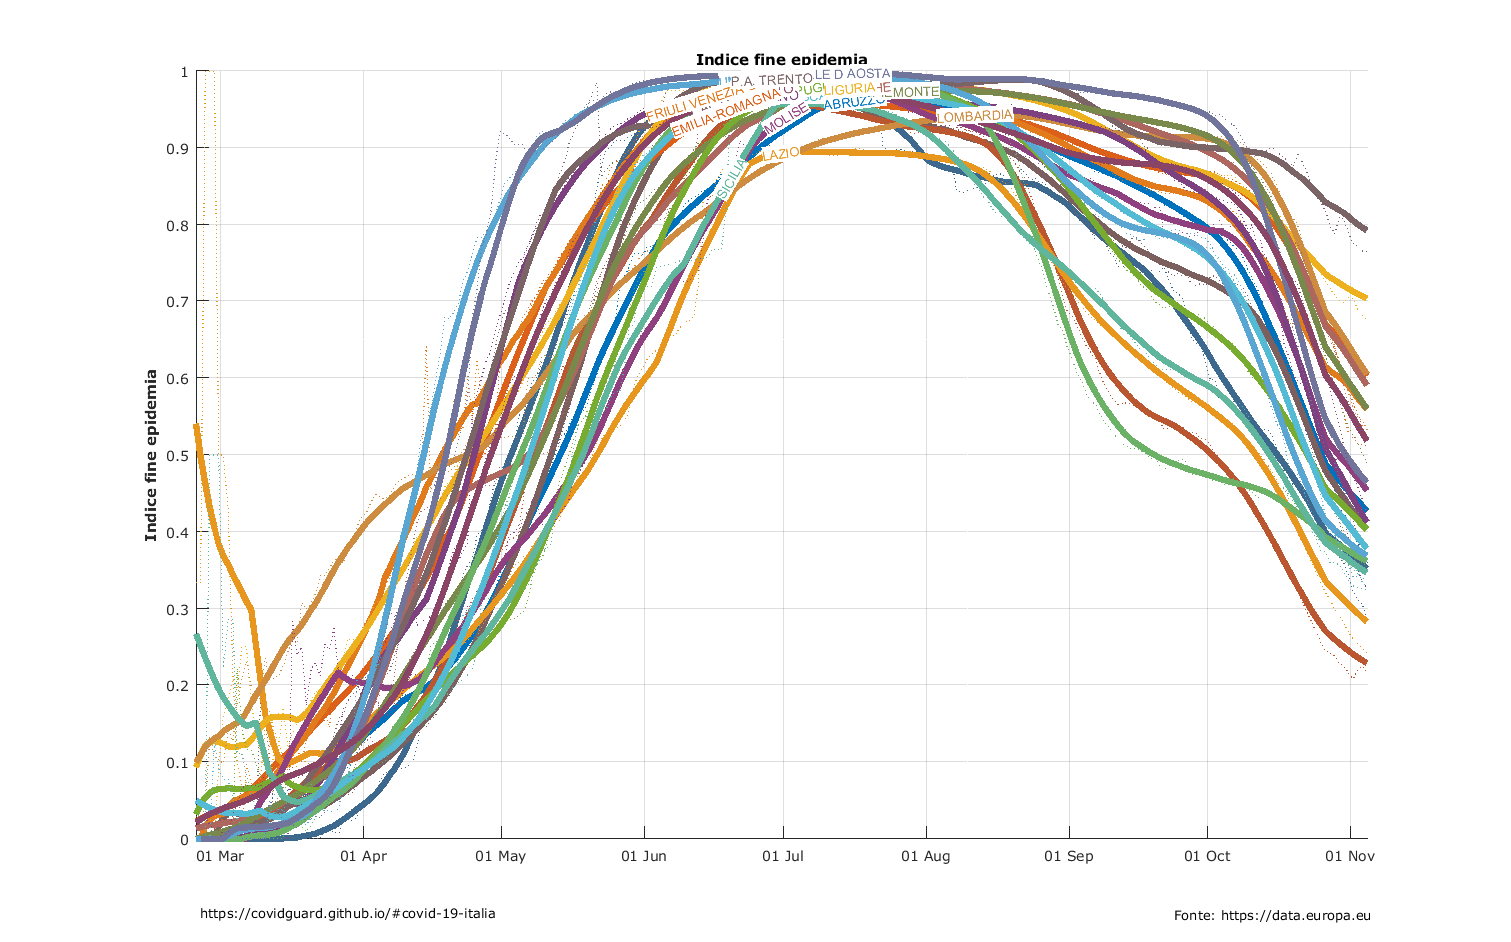 Indice fine epidemia
LE D AOSTA
P.A. TRENTO
LIGURIA
EMONTE
FRIULI VENEZIA
EMILIA-ROMAGNA
ABRUZZO
MOLISE
LOMBARDIA
LAZIO
SICILIA
Indice fine epidemia
1
0.9
0.8
0.7
0.6
0.5
0.4
0.3
0.2
0.1
0
01 Mar 01 Apr 01 May 01 Jun 01 Jul 01 Aug 01 Sep 01 Oct 01 Nov
https://covidguard.github.io/#covid-19-italia
Fonte: https://data.europa.eu